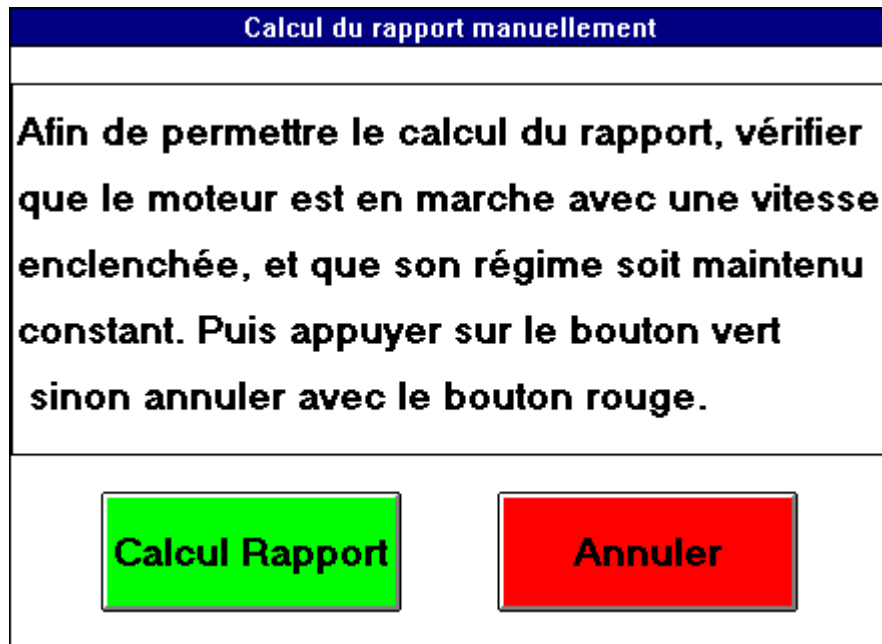 Calcul du rapport manuellement
Afin de permettre le calcul du rapport, vérifier
que le moteur est en marche avec une vitesse
enclenchée, et que son régime soit maintenu
constant. Puis appuyer sur le bouton vert
sinon annuler avec le bouton rouge.
Calcul Rapport
Annuler